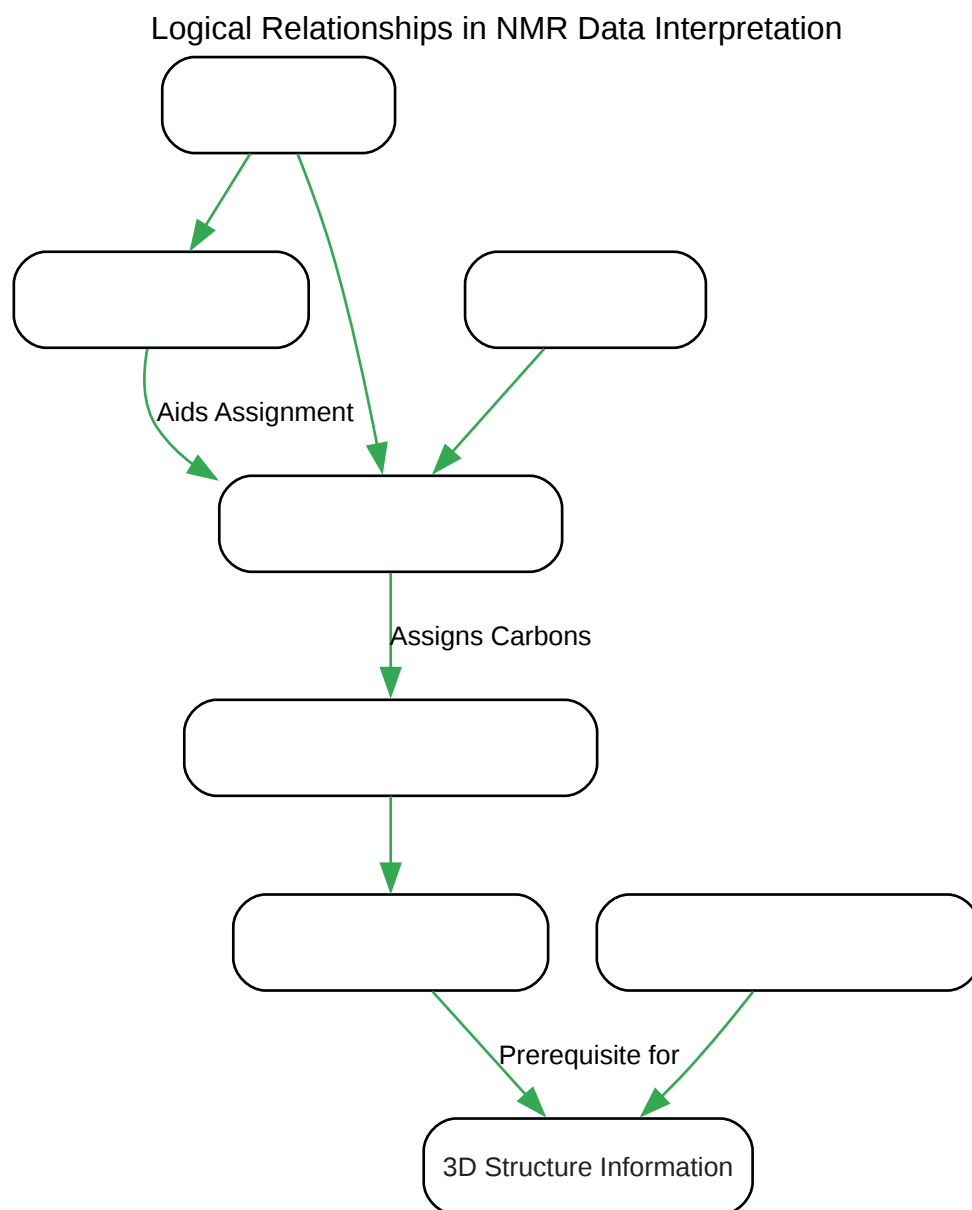 Logical Relationships in NMR Data Interpretation
Aids Assignment
Assigns Carbons
Prerequisite for
3D Structure Information